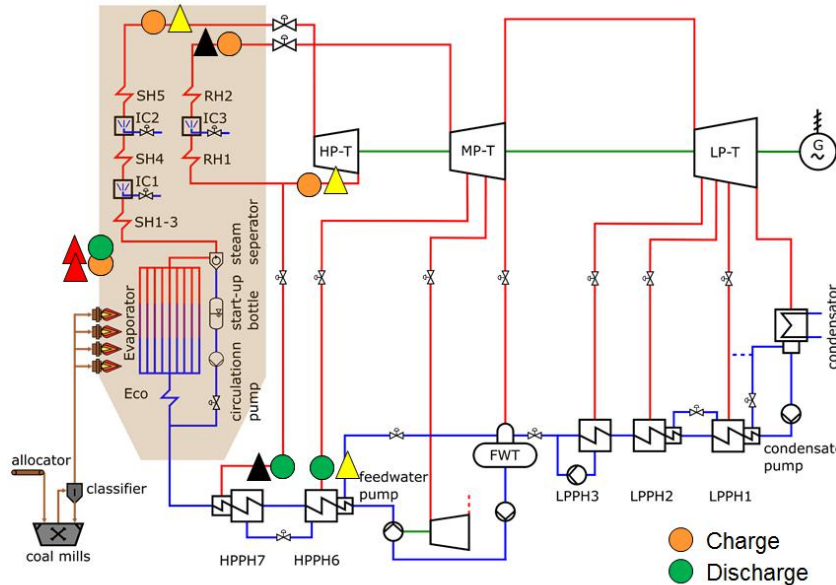 SH5
IC2
SH4
IC1
SH1-3
RH2
IC3
RH1
HP-T
MP-T
LP-T
G
~
Evaporator
steam seperator
start-up bottle
circulationn pump
Eco
allocator
classifier
coal mills
HPPH7
HPPH6
feedwater
pump
FWT
LPPH3
LPPH2
LPPH1
condensate
pump
condensator
Charge
Discharge